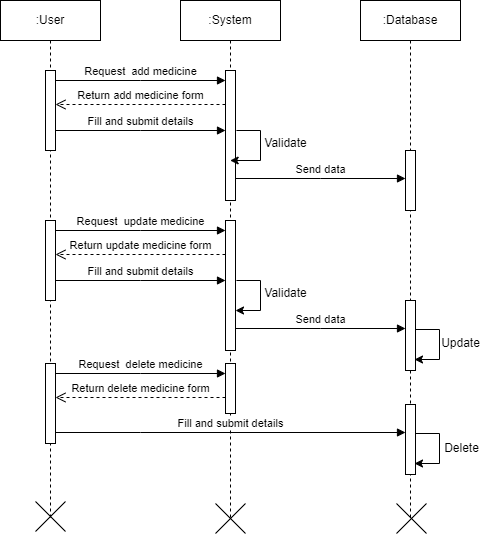 :User
:System
:Database
Request add medicine
Return add medicine form
Fill and submit details
Validate
Send data
Request update medicine
Return update medicine form
Fill and submit details
Validate
Send data
Update
Request delete medicine
Return delete medicine form
Fill and submit details
Delete